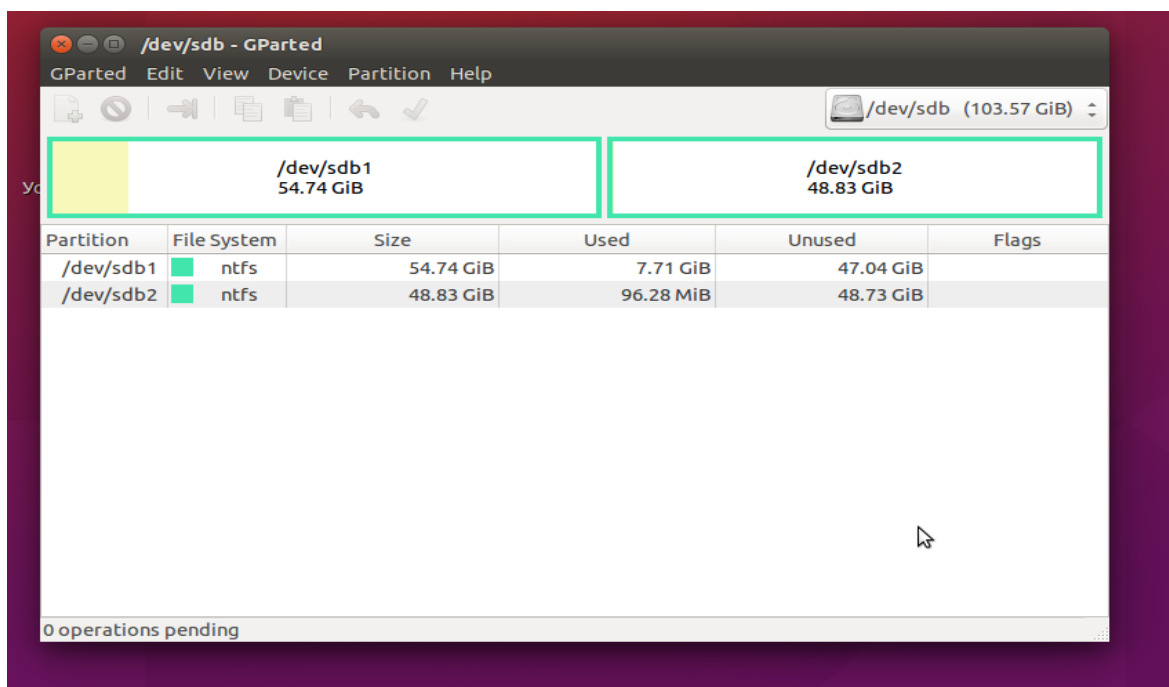 /dev/sdb - GParted
GParted Edit View Device Partition Help
/dev/sdb (103.57 GiB)
/dev/sdb1
54.74 GiB
/dev/sdb2
48.83 GiB
Ус
Partition File System Size Used Unused Flags
/dev/sdb1 ntfs 54.74 GiB 7.71 GiB 47.04 GiB
/dev/sdb2 ntfs 48.83 GiB 96.28 MiB 48.73 GiB
0 operations pending